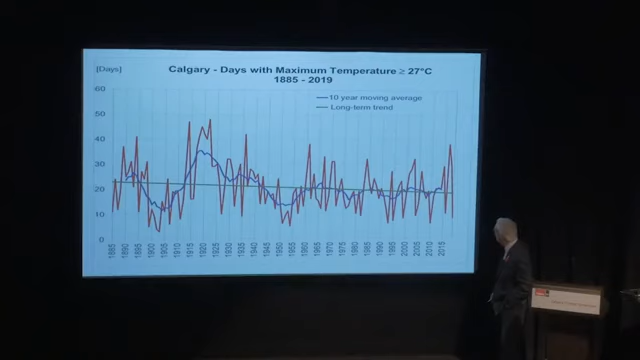 [Days]
Calgary - Days with Maximum Temperature ≥ 27°C
1885 - 2019
10 year moving average
Long-term trend
60
50
40
30
20
10
0
1885 1890 1895 1900 1905 1910 1915 1920 1925 1930 1935 1940 1945 1950 1955 1960 1965 1970 1975 1980 1985 1990 1995 2000 2005 2010 2015